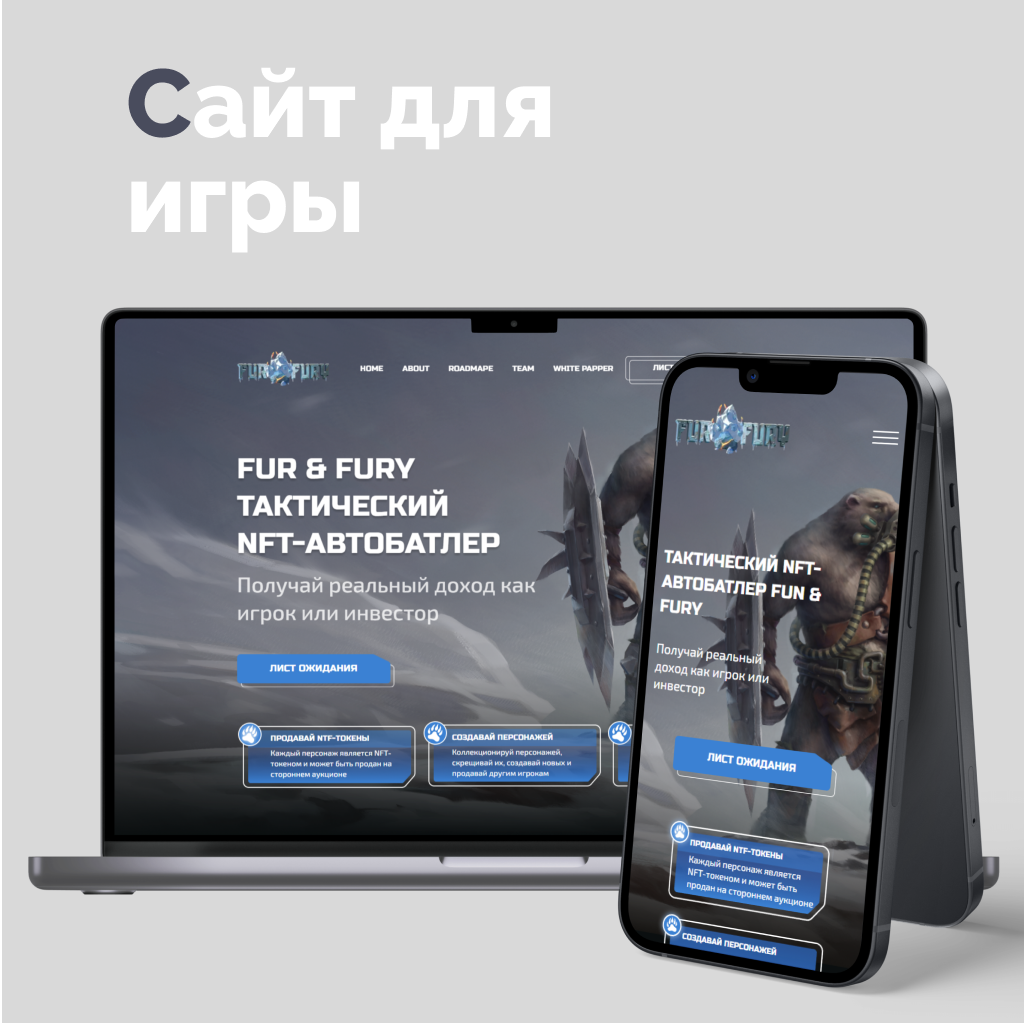 Сайт для
игры
FUR & FURY
HOME ABOUT ROADMAPE TEAM WHITE PAPPER
FUR & FURY
ТАКТИЧЕСКИЙ
NFT-АВТОБАТЛЕР
Получай реальный доход как
игрок или инвестор
ЛИСТ ОЖИДАНИЯ
ПРОДАВАЙ NTF-ТОКЕНЫ
Каждый персонаж является NFT-
токеном и может быть продан на
стороннем аукционе
СОЗДАВАЙ ПЕРСОНАЖЕЙ
Коллекционируй персонажей,
скрещивай их, создавай новых и
продавай другим игрокам
FUR & FURY
ТАКТИЧЕСКИЙ NFT-
АВТОБАТЛЕР FUN &
FURY
Получай реальный
доход как игрок или
инвестор
ЛИСТ ОЖИДАНИЯ
ПРОДАВАЙ NTF-ТОКЕНЫ
Каждый персонаж является
NFT-токеном и может быть
продан на стороннем аукционе
СОЗДАВАЙ ПЕРСОНАЖЕЙ